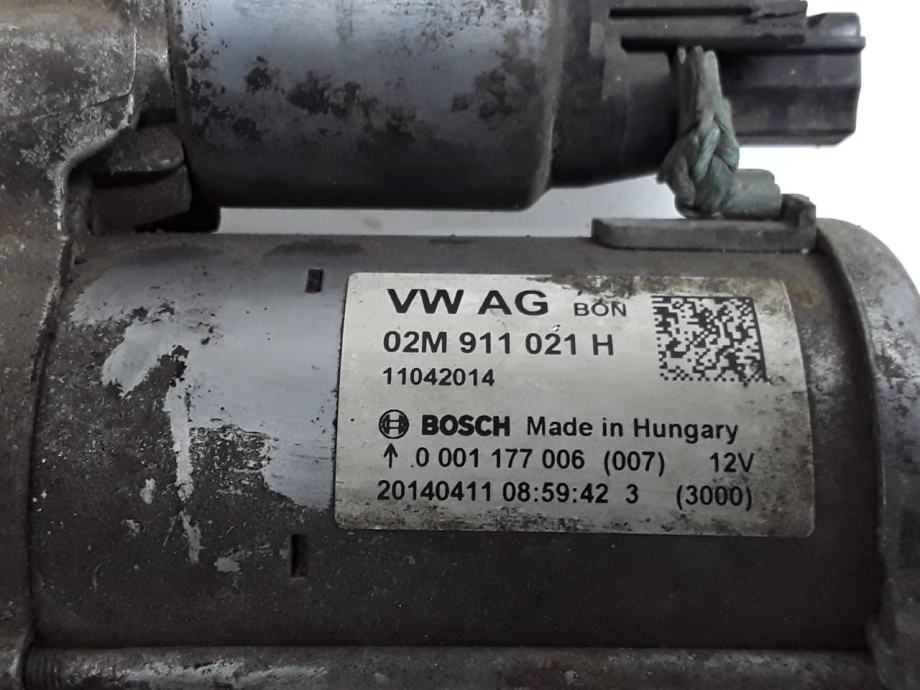 VW AG BÖN
02M 911 021 H
11042014
BOSCH Made in Hungary
↑ 0 001 177 006 (007) 12V
20140411 08:59:42 3 (3000)